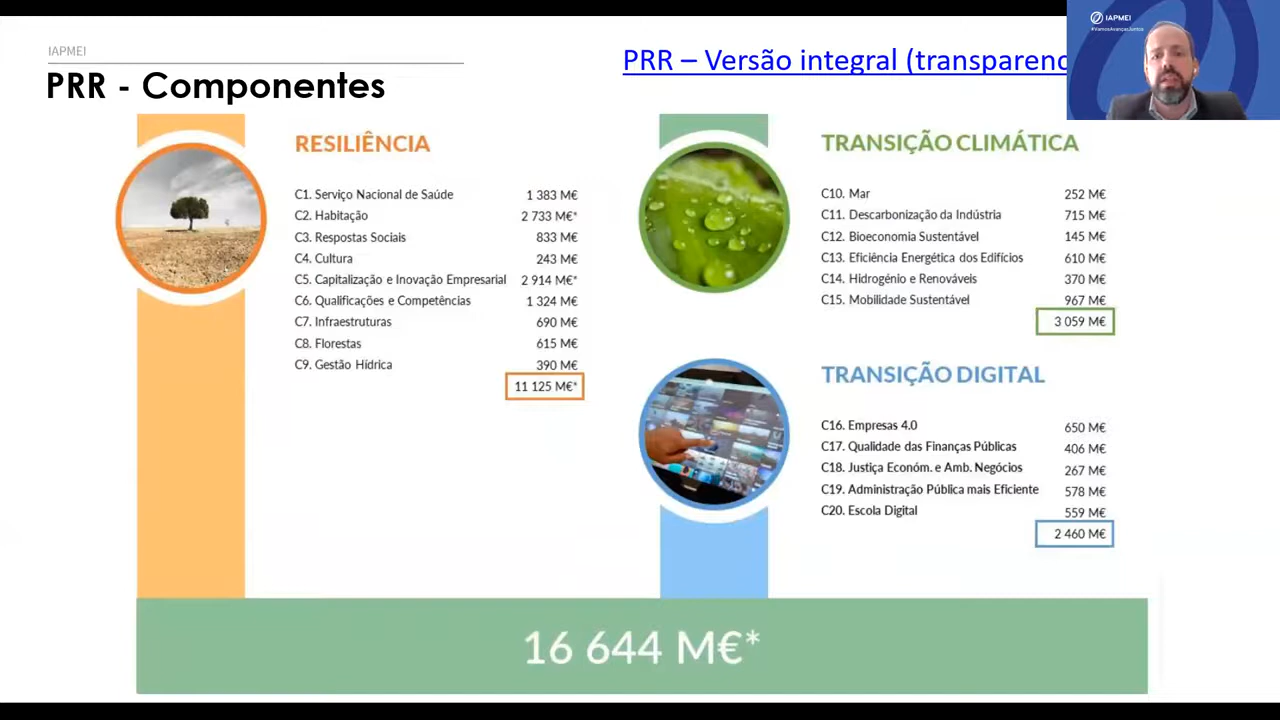 IAPMEI
PRR - Componentes
PRR – Versão integral (transparenc
IAPMEI
#VamosAvançarJuntos
RESILIÊNCIA
C1. Serviço Nacional de Saúde 1 383 M€
C2. Habitação 2 733 M€*
C3. Respostas Sociais 833 M€
C4. Cultura 243 M€
C5. Capitalização e Inovação Empresarial 2 914 M€*
C6. Qualificações e Competências 1 324 M€
C7. Infraestruturas 690 M€
C8. Florestas 615 M€
C9. Gestão Hídrica 390 M€
11 125 M€*
TRANSIÇÃO CLIMÁTICA
C10. Mar 252 M€
C11. Descarbonização da Indústria 715 M€
C12. Bioeconomia Sustentável 145 M€
C13. Eficiência Energética dos Edifícios 610 M€
C14. Hidrogénio e Renováveis 370 M€
C15. Mobilidade Sustentável 967 M€
3 059 M€
TRANSIÇÃO DIGITAL
C16. Empresas 4.0 650 M€
C17. Qualidade das Finanças Públicas 406 M€
C18. Justiça Económ. e Amb. Negócios 267 M€
C19. Administração Pública mais Eficiente 578 M€
C20. Escola Digital 559 M€
2 460 M€
16 644 M€*